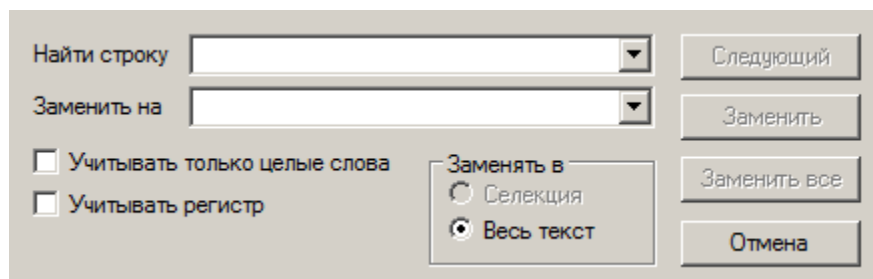 Найти строку
Следующий
Заменить на
Заменить
Учитывать только целые слова
Заменять в
Селекция
Заменить все
Учитывать регистр
Весь текст
Отмена